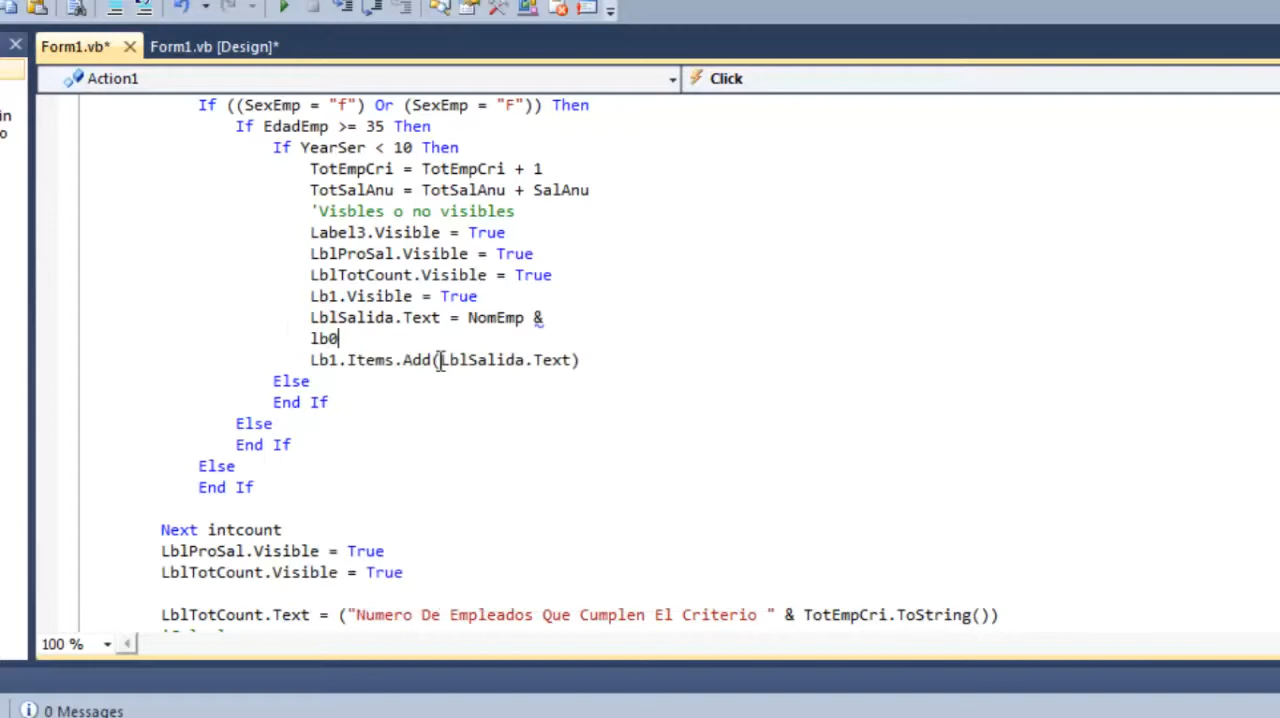 Form1.vb* Form1.vb [Design]*
in
o
Action1 Click
If ((SexEmp = "f") Or (SexEmp = "F")) Then
If EdadEmp >= 35 Then
If YearSer < 10 Then
TotEmpCri = TotEmpCri + 1
TotSalAnu = TotSalAnu + SalAnu
'Visbles o no visibles
Label3.Visible = True
LblProSal.Visible = True
LblTotCount.Visible = True
Lb1.Visible = True
LblSalida.Text = NomEmp &
lb0
Lb1.Items.Add(LblSalida.Text)
Else
End If
Else
End If
Else
End If
Next intcount
LblProSal.Visible = True
LblTotCount.Visible = True
LblTotCount.Text = ("Numero De Empleados Que Cumplen El Criterio " & TotEmpCri.ToString())
100 %
0 Messages